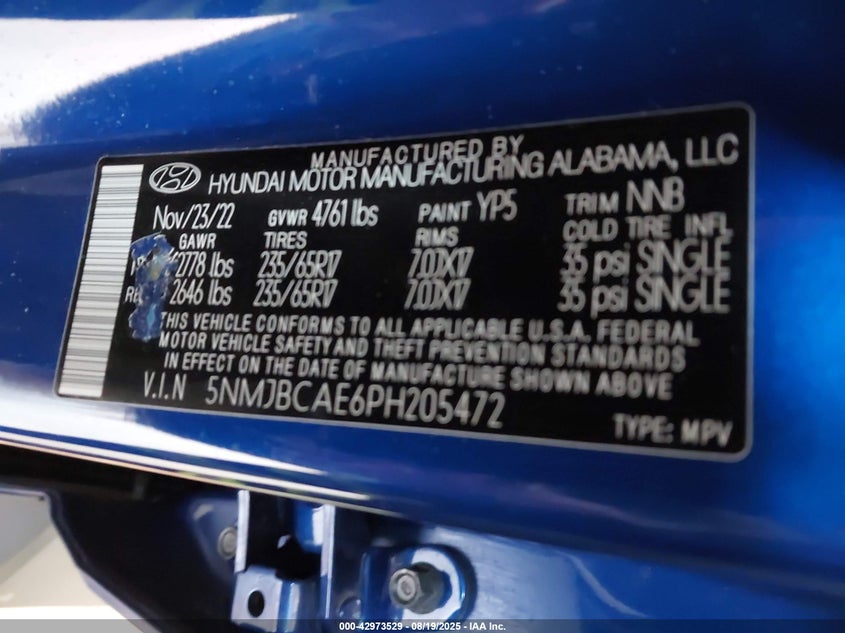 MANUFACTURED BY
HYUNDAI MOTOR MANUFACTURING ALABAMA, LLC
Nov/23/22 GVWR 4761 lbs PAINT YP5 TRIM NNB
GAWR TIRES RIMS COLD TIRE INFL
2778 lbs 235/65R17 7.0JX17 35 psi SINGLE
2646 lbs 235/65R17 7.0JX17 35 psi SINGLE
THIS VEHICLE CONFORMS TO ALL APPLICABLE U.S.A. FEDERAL
MOTOR VEHICLE SAFETY AND THEFT PREVENTION STANDARDS
IN EFFECT ON THE DATE OF MANUFACTURE SHOWN ABOVE.
V.I.N 5NMJBCAE6PH205472
TYPE: MPV
000-42973529 - 08/19/2025 - IAA Inc.